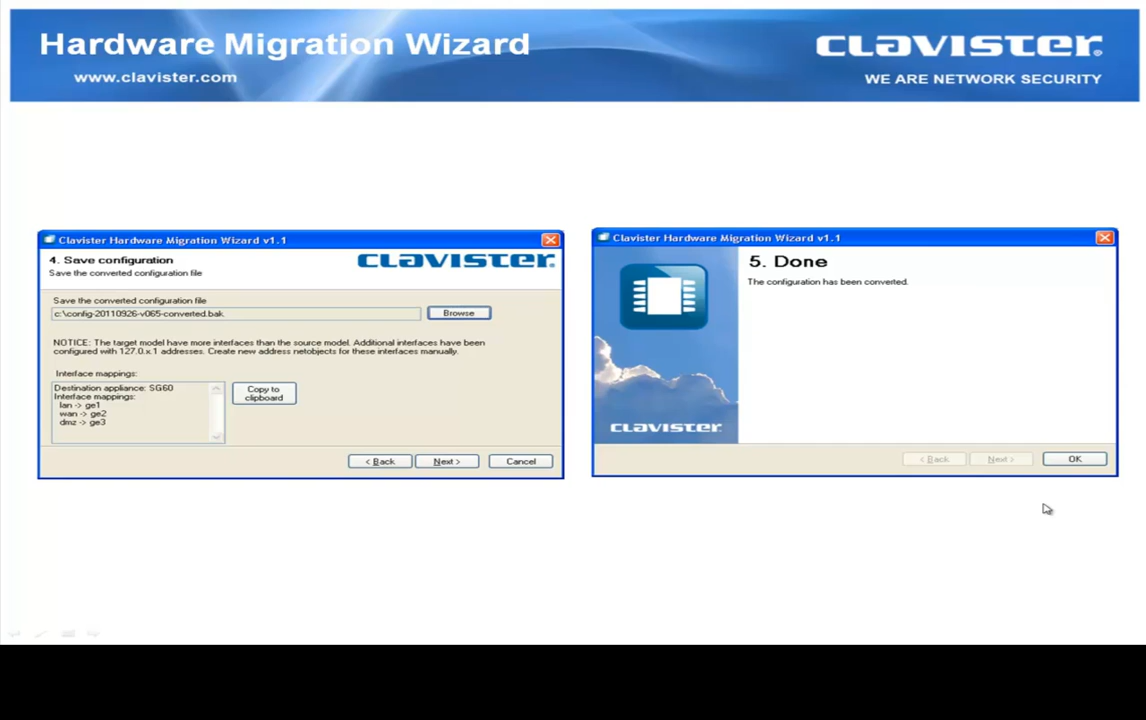 Hardware Migration Wizard
www.clavister.com
CLAVISTER
WE ARE NETWORK SECURITY
Clavister Hardware Migration Wizard v1.1
4. Save configuration
Save the converted configuration file
CLAVISTER
Save the converted configuration file
c:\config-20110926-v065-converted.bak
Browse
NOTICE: The target model have more interfaces than the source model. Additional interfaces have been
configured with 127.0.x.1 addresses. Create new address netobjects for these interfaces manually.
Interface mappings:
Destination appliance: SG60
Interface mappings:
lan -> ge1
wan -> ge2
dmz -> ge3
Copy to
clipboard
< Back
Next >
Cancel
Clavister Hardware Migration Wizard v1.1
5. Done
The configuration has been converted.
CLAVISTER
< Back
Next >
OK